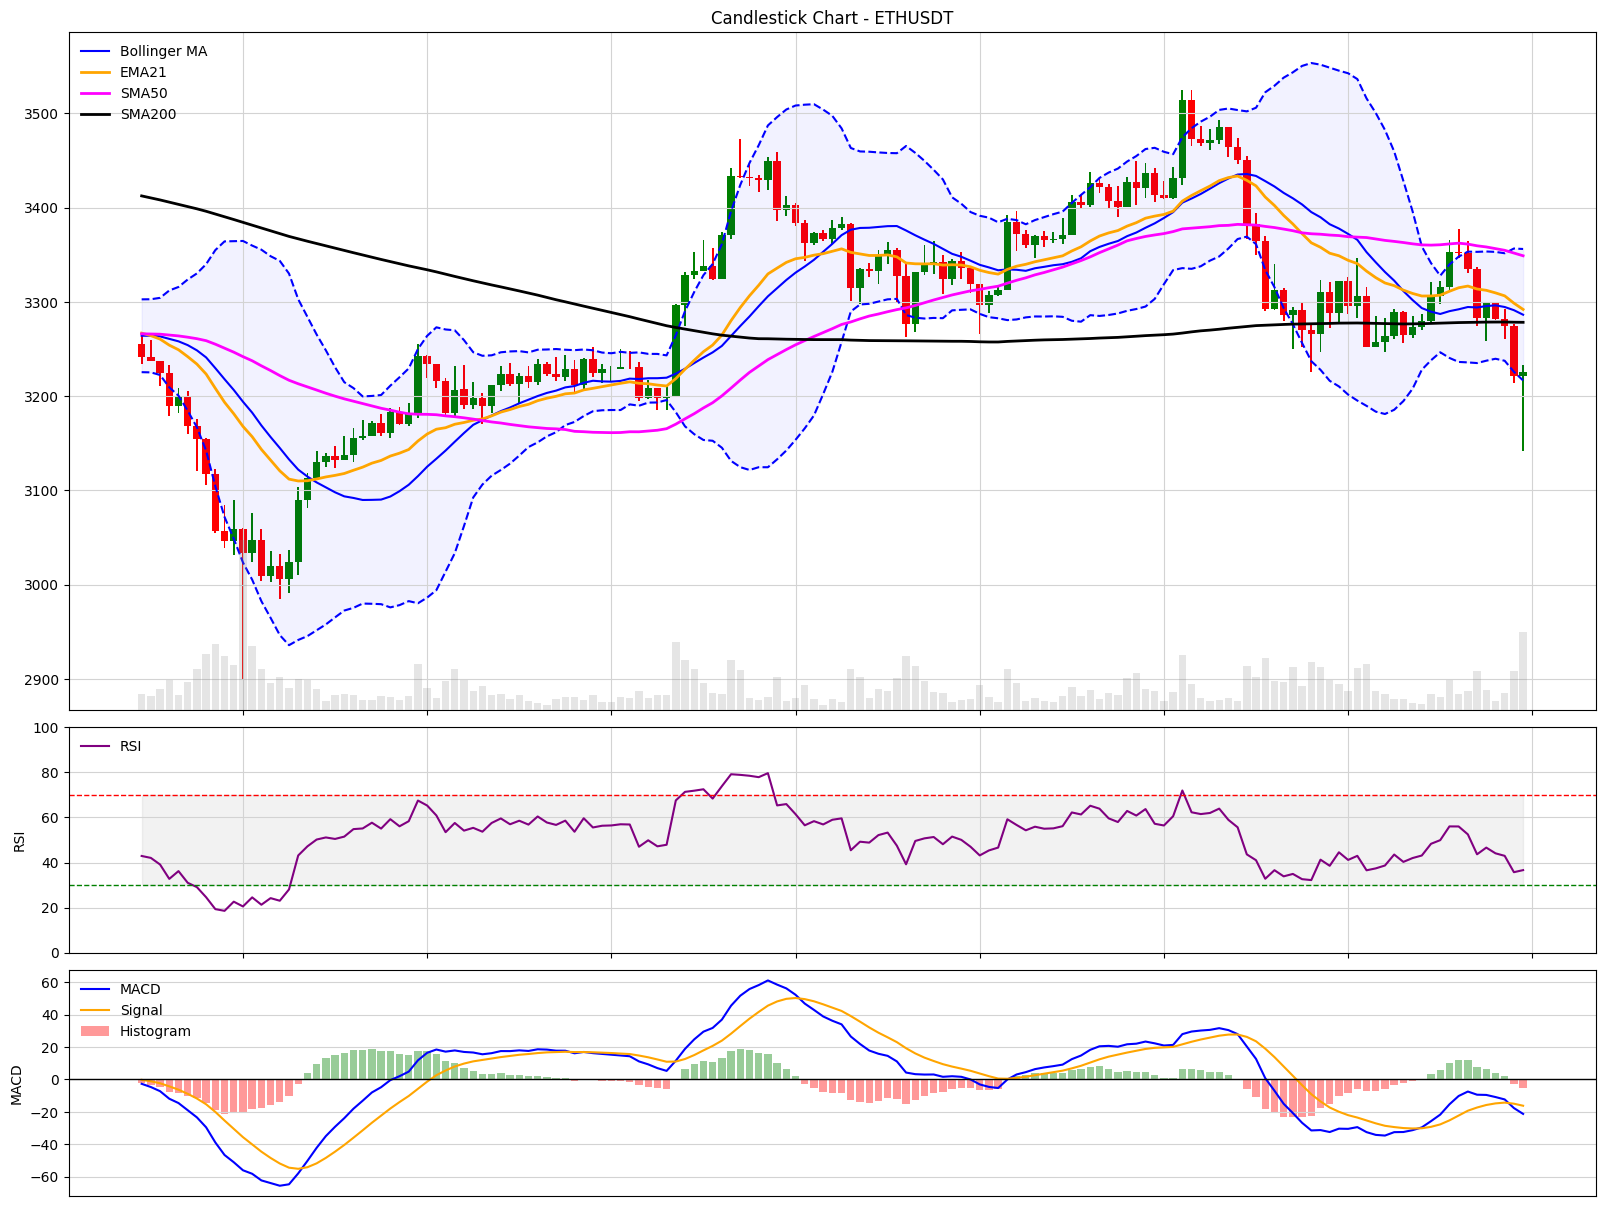 Candlestick Chart - ETHUSDT
Bollinger MA
EMA21
SMA50
SMA200
3500
3400
3300
3200
3100
3000
2900
RSI
100
80
60
40
20
0
RSI
MACD
Signal
Histogram
60
40
20
0
−20
−40
−60
MACD